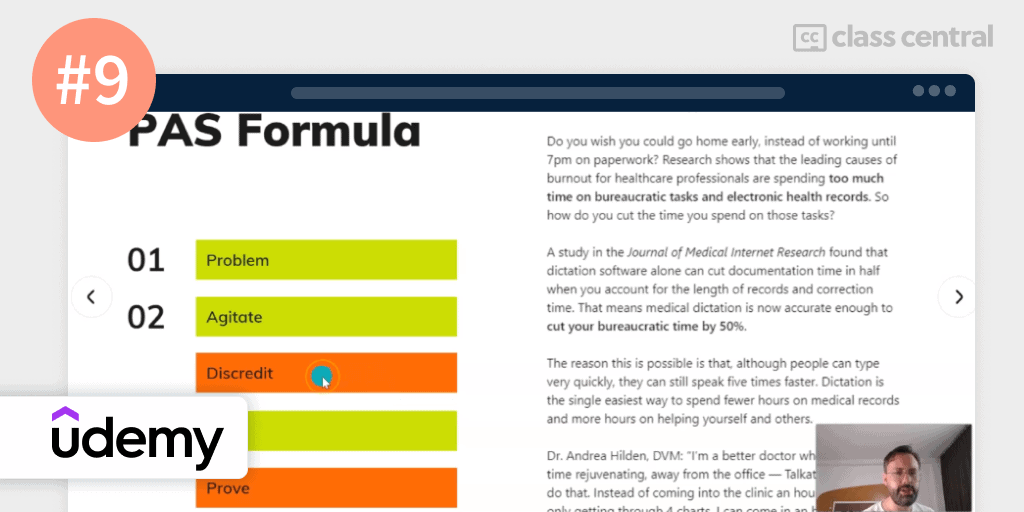 #9
cc class central
PAS Formula
01 Problem
02 Agitate
Discredit
Prove
Do you wish you could go home early, instead of working until
7pm on paperwork? Research shows that the leading causes of
burnout for healthcare professionals are spending too much
time on bureaucratic tasks and electronic health records. So
how do you cut the time you spend on those tasks?
A study in the Journal of Medical Internet Research found that
dictation software alone can cut documentation time in half
when you account for the length of records and correction
time. That means medical dictation is now accurate enough to
cut your bureaucratic time by 50%.
The reason this is possible is that, although people can type
very quickly, they can still speak five times faster. Dictation is
the single easiest way to spend fewer hours on medical records
and more hours on helping yourself and others.
Dr. Andrea Hilden, DVM: "I'm a better doctor
time rejuvenating, away from the office —
do that. Instead of coming into the clinic an
only getting through 4 charts, I can come in an
udemy